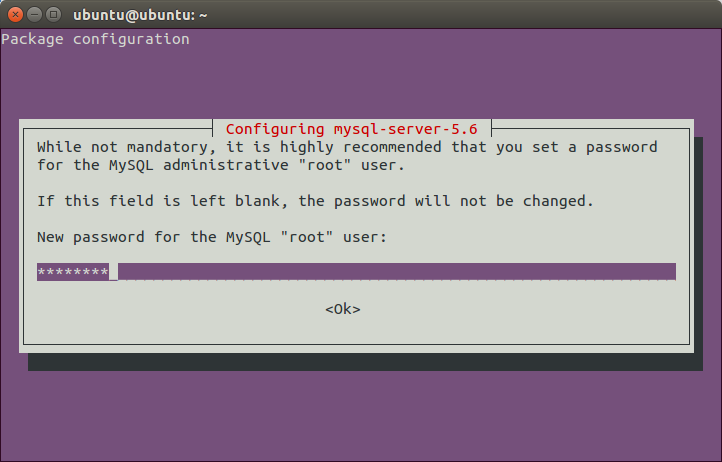 ubuntu@ubuntu: ~
Package configuration
Configuring mysql-server-5.6
While not mandatory, it is highly recommended that you set a password
for the MySQL administrative "root" user.
If this field is left blank, the password will not be changed.
New password for the MySQL "root" user:
********
<Ok>